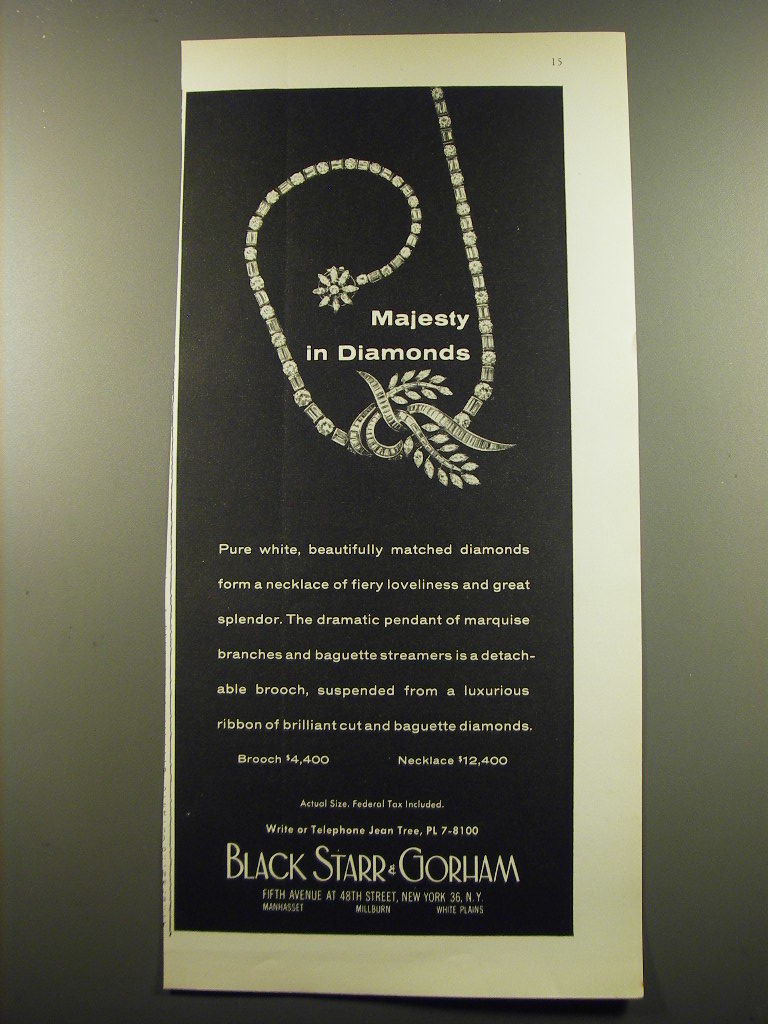 15
Majesty
in Diamonds
Pure white, beautifully matched diamonds
form a necklace of fiery loveliness and great
splendor. The dramatic pendant of marquise
branches and baguette streamers is a detach-
able brooch, suspended from a luxurious
ribbon of brilliant cut and baguette diamonds.
Brooch $4,400 Necklace $12,400
Actual Size. Federal Tax Included.
Write or Telephone Jean Tree, PL 7-8100
BLACK STARR & GORHAM
FIFTH AVENUE AT 48TH STREET, NEW YORK 36, N.Y.
MANHASSET MILLBURN WHITE PLAINS